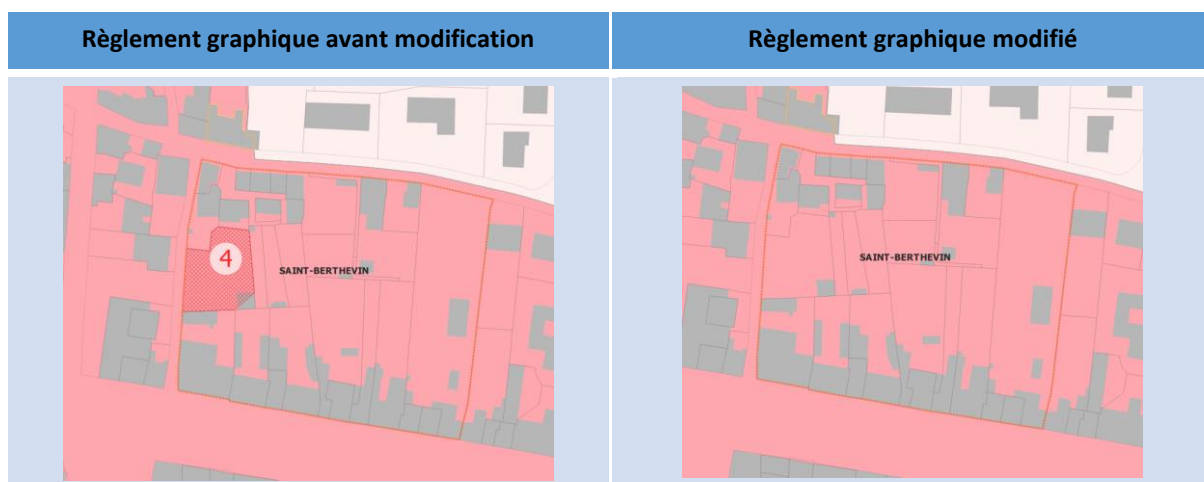 Règlement graphique avant modification
Règlement graphique modifié
4
SAINT-BERTHEVIN
SAINT-BERTHEVIN